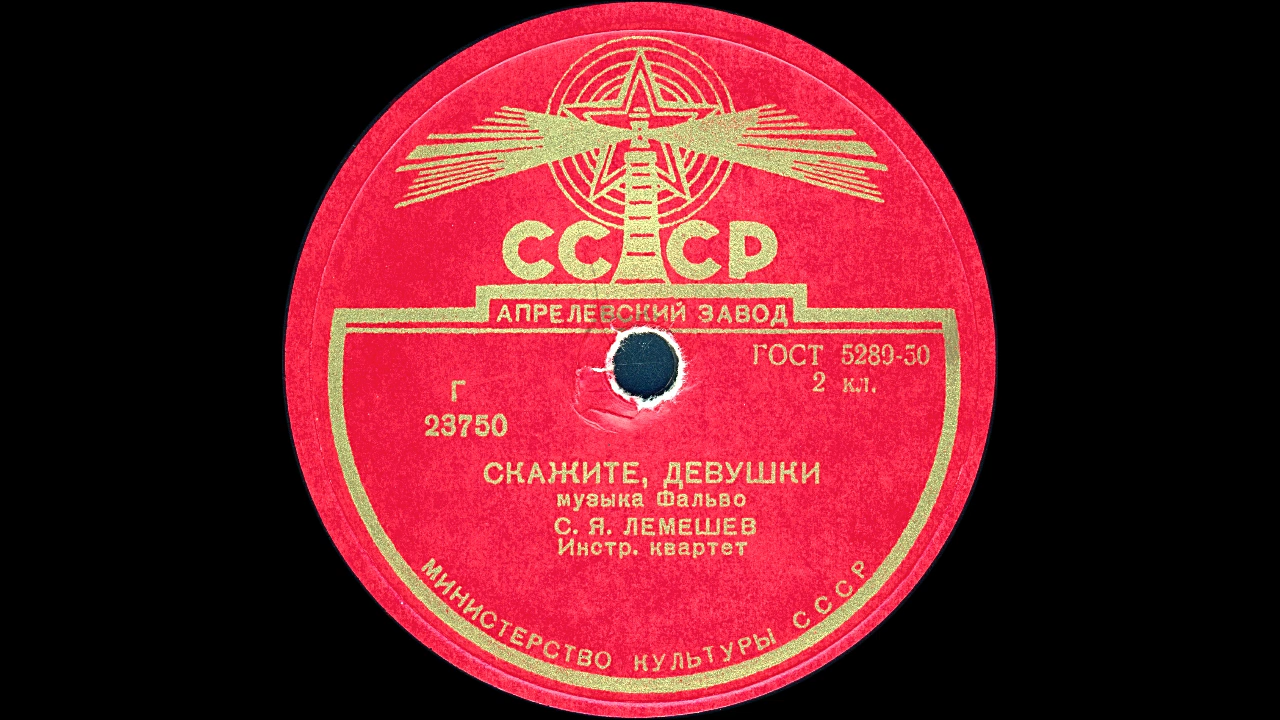 СССР
АПРЕЛЕВСКИЙ ЗАВОД
ГОСТ 5289-50
2 кл.
Г
23750
СКАЖИТЕ, ДЕВУШКИ
музыка Фальво
С. Я. ЛЕМЕШЕВ
Инстр. квартет
МИНИСТЕРСТВО КУЛЬТУРЫ СССР